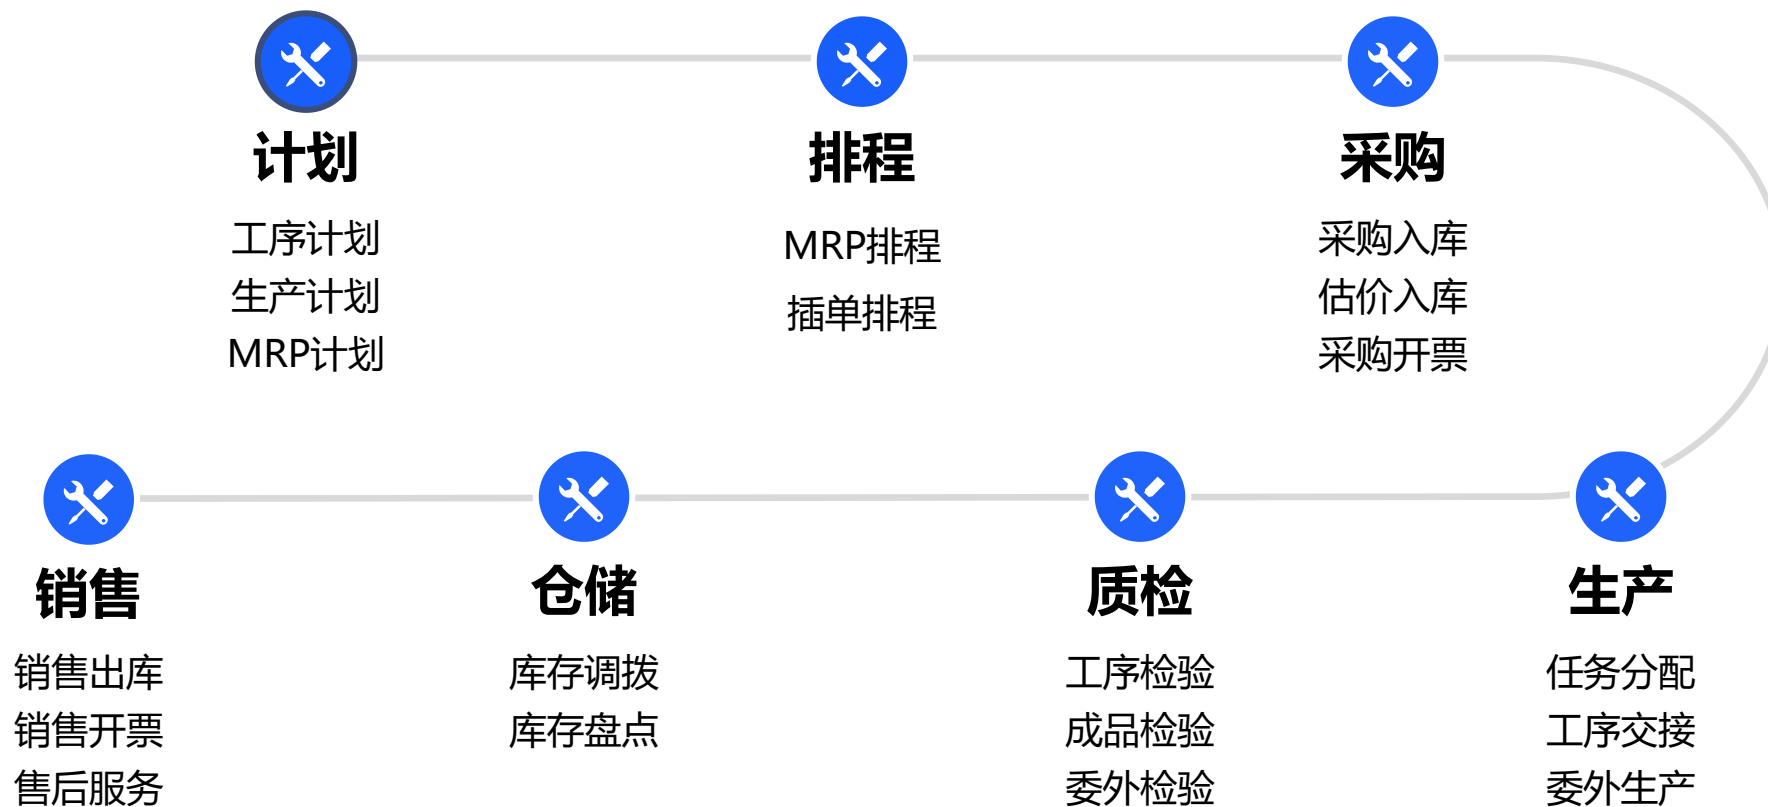 计划
工序计划
生产计划
MRP计划
排程
MRP排程
插单排程
采购
采购入库
估价入库
采购开票
销售
销售出库
销售开票
售后服务
仓储
库存调拨
库存盘点
质检
工序检验
成品检验
委外检验
生产
任务分配
工序交接
委外生产